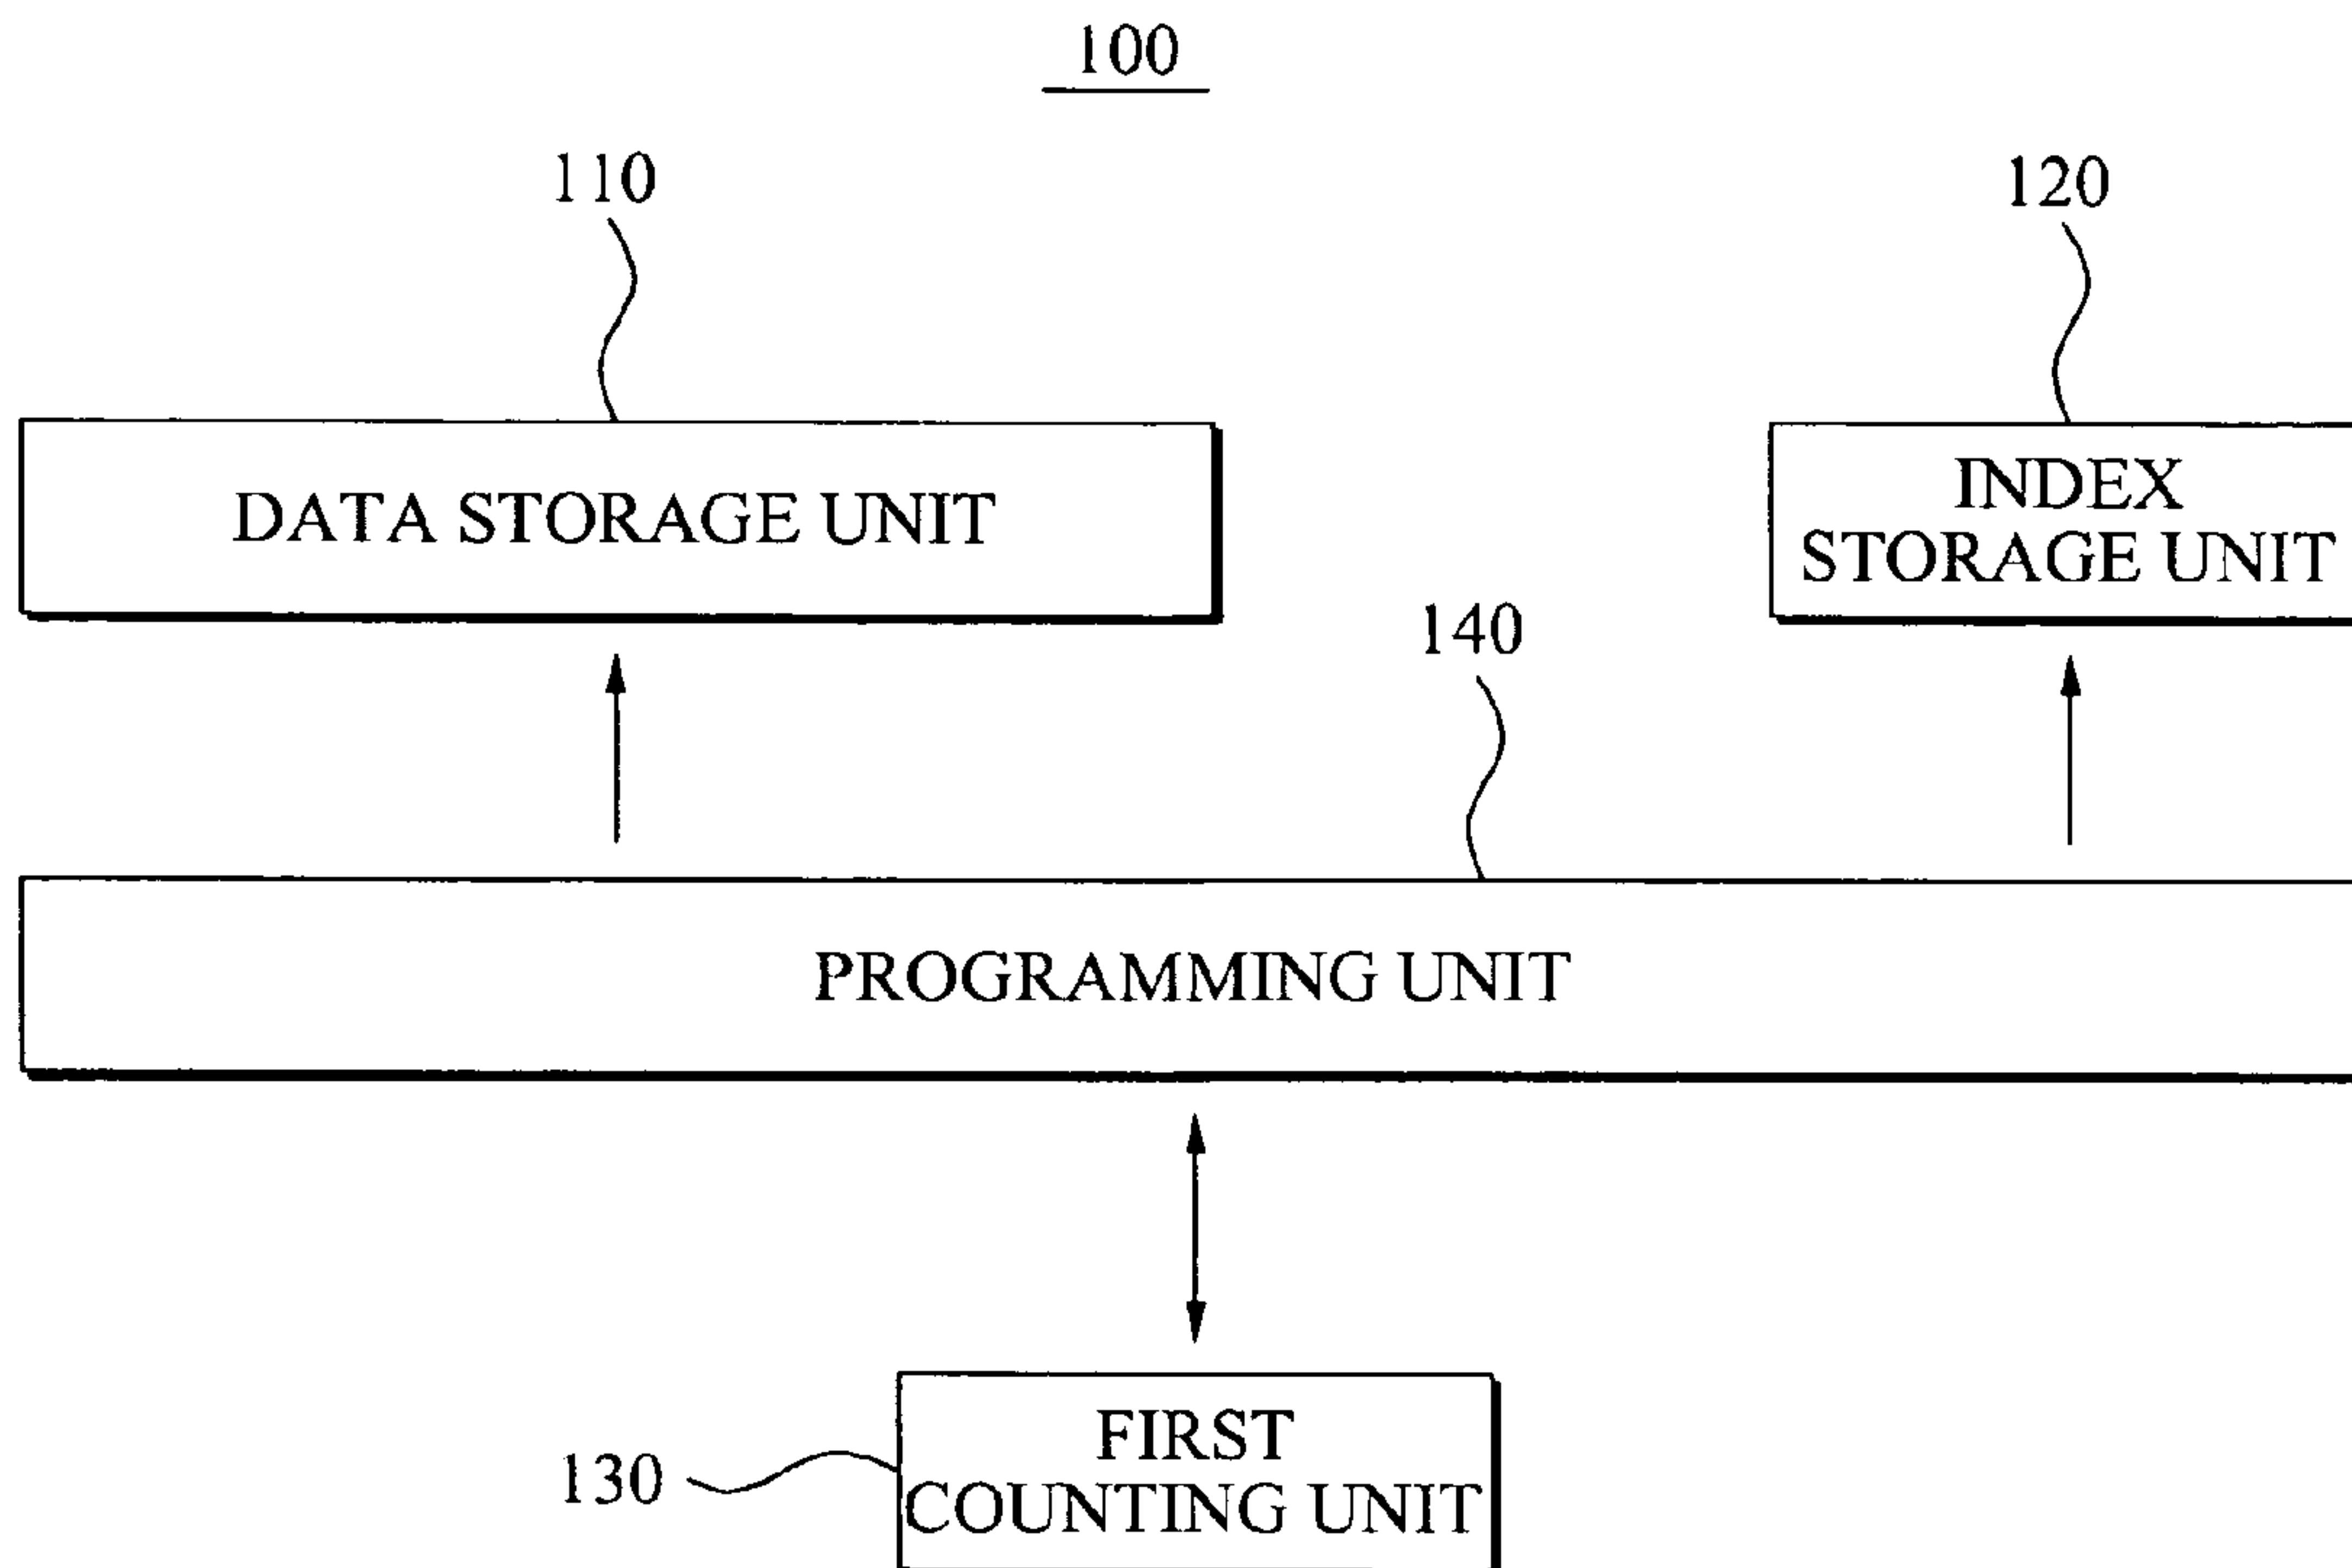 100
110
120
DATA STORAGE UNIT
INDEX
STORAGE UNIT
140
PROGRAMMING UNIT
FIRST
COUNTING UNIT
130